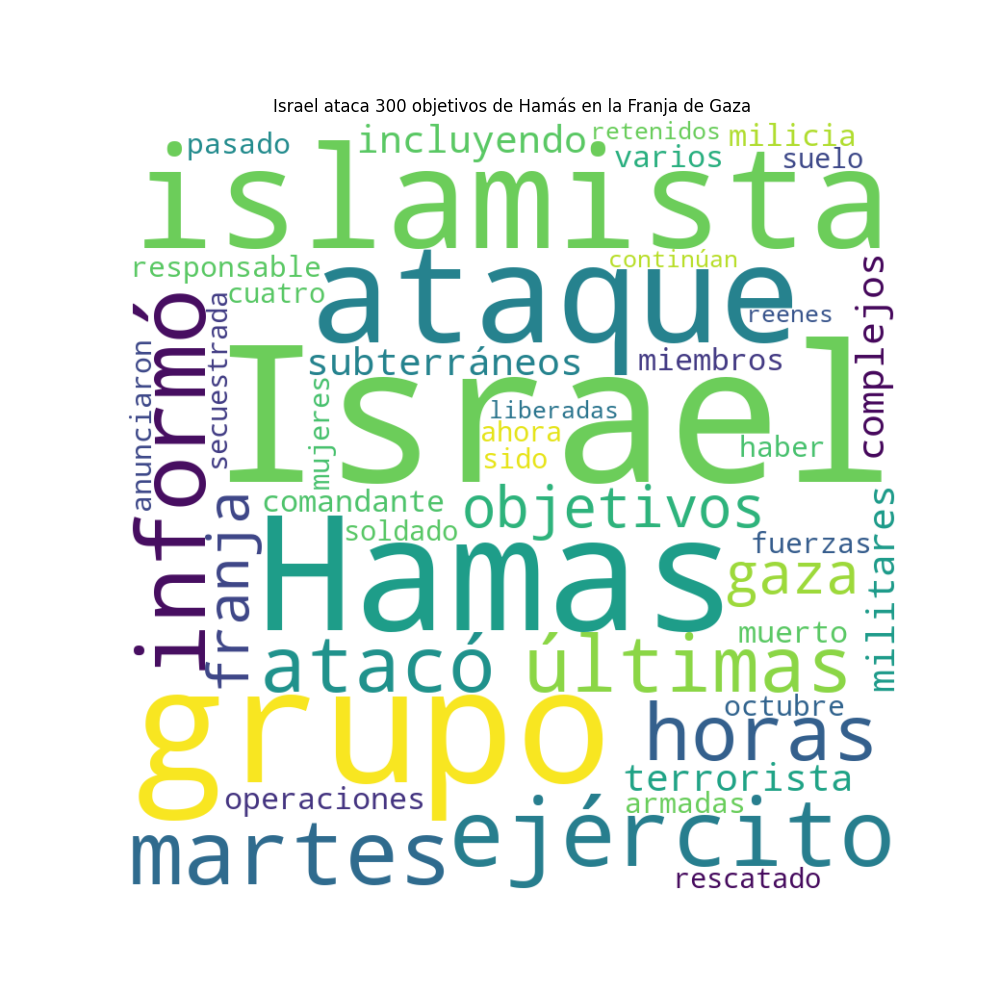 Israel ataca 300 objetivos de Hamás en la Franja de Gaza
retenidos
milicia
incluyendo
pasado
varios
suelo
islamista
continúan
responsable
cuatro
ataque
reenes
complejos
informó
secuestrada
anunciaron
subterráneos
miembros
Israel
mujeres
liberadas
ahora
haber
sido
comandante
objetivos
soldado
franja
Hamas
fuerzas
gaza
militares
muerto
atacó
últimas
grupo
octubre
horas
terrorista
operaciones
armadas
martes
ejército
rescatado